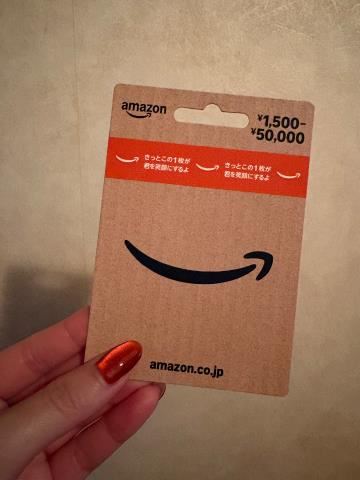 amazon
¥1,500-
¥50,000
きっとこの1枚が
君を笑顔にするよ
きっとこの1枚が
君を笑顔にするよ
amazon.co.jp